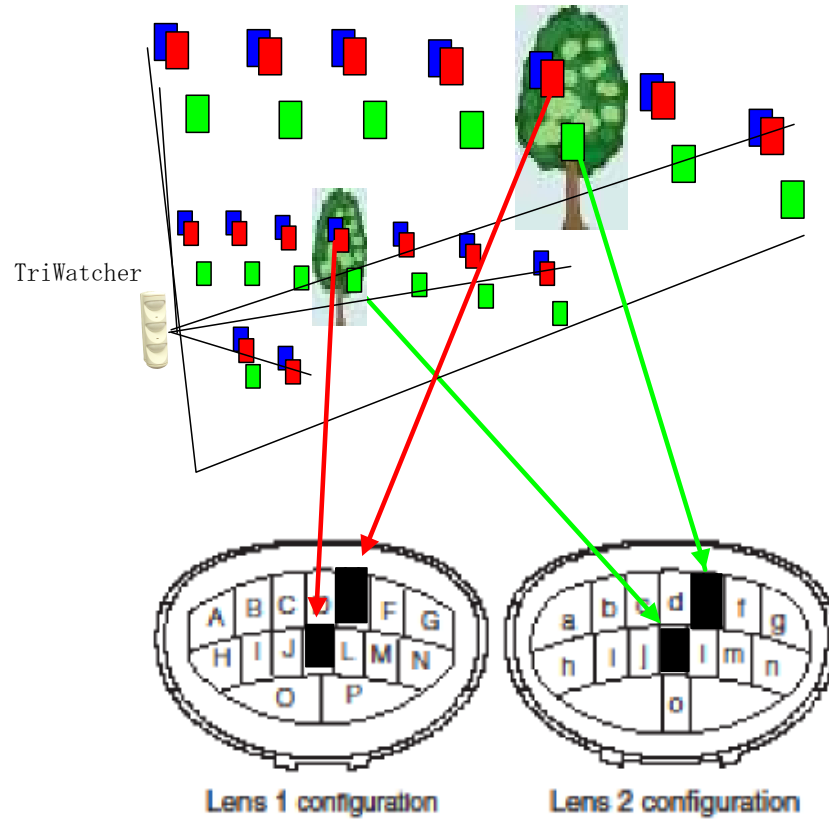 TriWatcher
A B C D F G
H I J L M N
O P
a b c d f g
h i j l m n
o
Lens 1 configuration
Lens 2 configuration